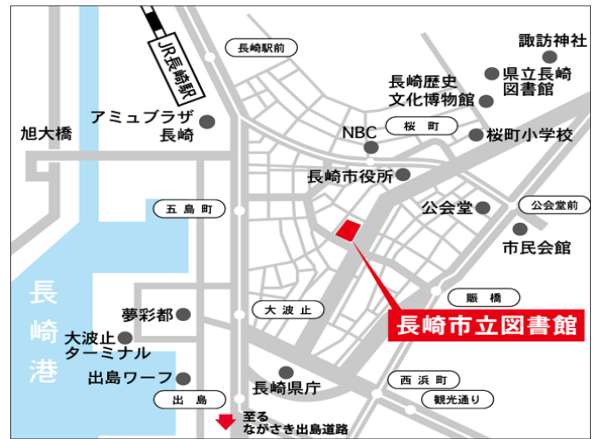 諏訪神社
長崎駅前
JR長崎駅
県立長崎
図書館
長崎歴史
文化博物館
アミュプラザ
長崎
旭大橋
NBC
桜町
桜町小学校
長崎市役所
五島町
公会堂
公会堂前
市民会館
長崎港
夢彩都
大波止
賑橋
長崎市立図書館
大波止
ターミナル
出島ワーフ
長崎県庁
西浜町
観光通り
出島
至る
ながさき出島道路